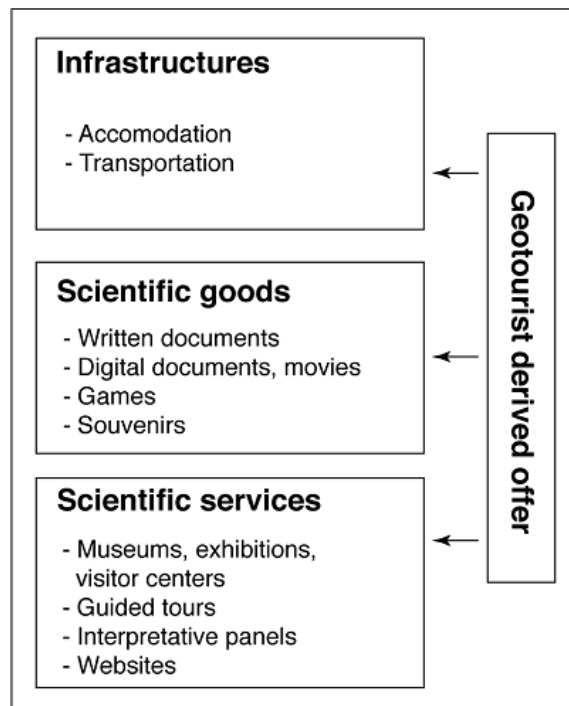 Infrastructures
- Accomodation
- Transportation
Scientific goods
- Written documents
- Digital documents, movies
- Games
- Souvenirs
Scientific services
- Museums, exhibitions,
visitor centers
- Guided tours
- Interpretative panels
- Websites
Geotourist derived offer